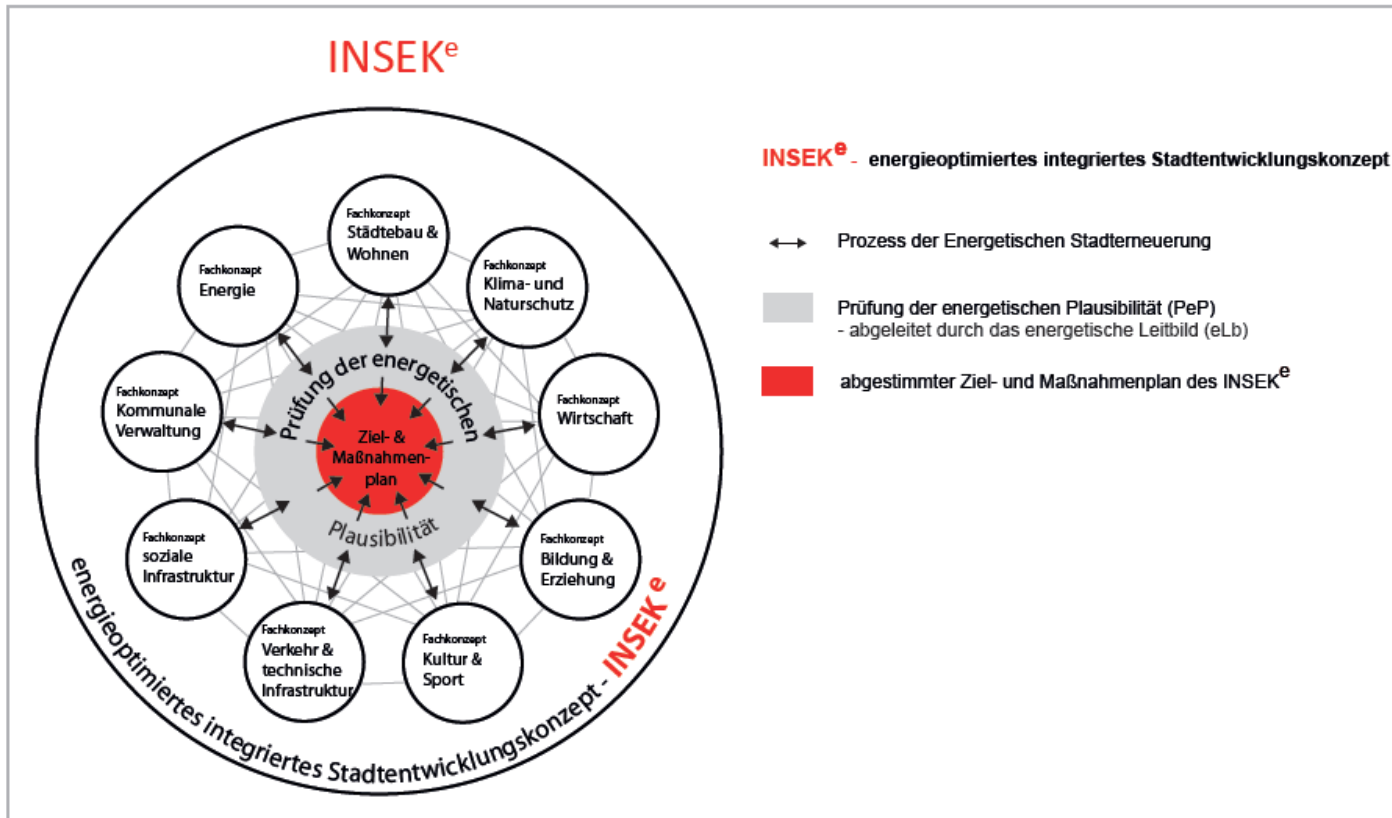 INSEKe
INSEKe - energieoptimiertes integriertes Stadtentwicklungskonzept
Prozess der Energetischen Stadterneuerung
Prüfung der energetischen Plausibilität (PeP)
- abgeleitet durch das energetische Leitbild (eLb)
abgestimmter Ziel- und Maßnahmenplan des INSEKe
Fachkonzept
Städtebau &
Wohnen
Fachkonzept
Klima- und
Naturschutz
Fachkonzept
Wirtschaft
Fachkonzept
Bildung &
Erziehung
Fachkonzept
Kultur &
Sport
Fachkonzept
Verkehr &
technische
Infrastruktur
Fachkonzept
soziale
Infrastruktur
Fachkonzept
Kommunale
Verwaltung
Fachkonzept
Energie
Prüfung der energetischen
Plausibilität
Ziel- &
Maßnahmen-
plan
energieoptimiertes integriertes Stadtentwicklungskonzept - INSEKe